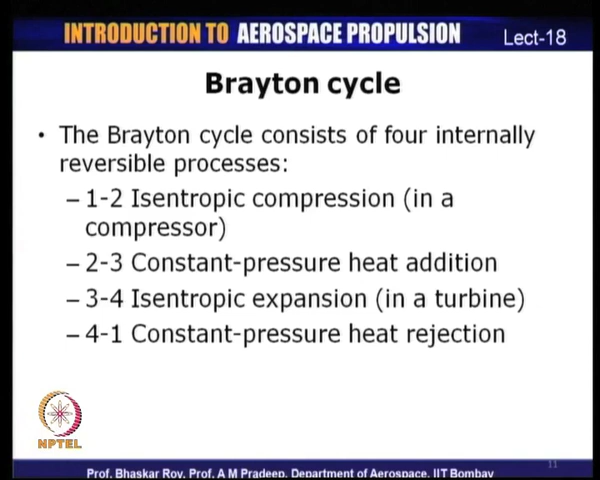 INTRODUCTION TO AEROSPACE PROPULSION
Lect-18
Brayton cycle
• The Brayton cycle consists of four internally
reversible processes:
– 1-2 Isentropic compression (in a
compressor)
– 2-3 Constant-pressure heat addition
– 3-4 Isentropic expansion (in a turbine)
– 4-1 Constant-pressure heat rejection
NPTEL
11
Prof. Bhaskar Roy, Prof. A M Pradeep, Department of Aerospace, IIT Bombay